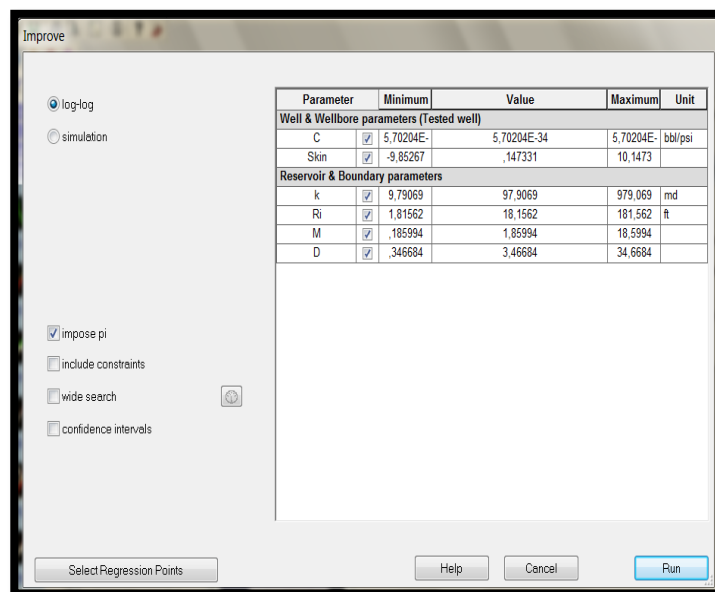 Improve
log-log
simulation
Parameter Minimum Value Maximum Unit
Well & Wellbore parameters (Tested well)
C 5,70204E- 5,70204E-34 5,70204E- bbl/psi
Skin -9,85267 ,147331 10,1473
Reservoir & Boundary parameters
k 9,79069 97,9069 979,069 md
Ri 1,81562 18,1562 181,562 ft
M ,185994 1,85994 18,5994
D ,346684 3,46684 34,6684
impose pi
include constraints
wide search
confidence intervals
Select Regression Points Help Cancel Run